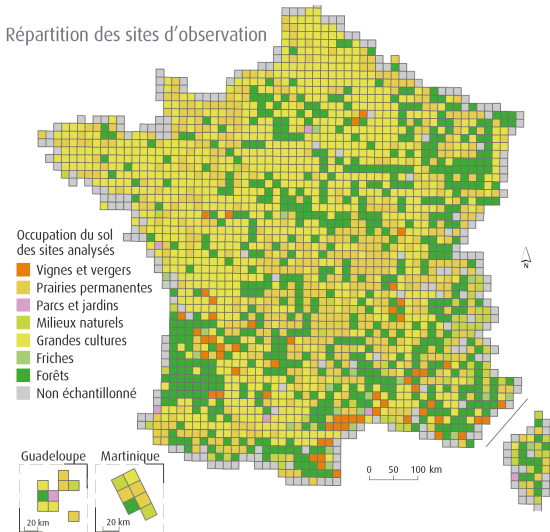 Répartition des sites d'observation
Occupation du sol
des sites analysés
Vignes et vergers
Prairies permanentes
Parcs et jardins
Milieux naturels
Grandes cultures
Friches
Forêts
Non échantillonné
N
0 50 100 km
Guadeloupe
20 km
Martinique
20 km